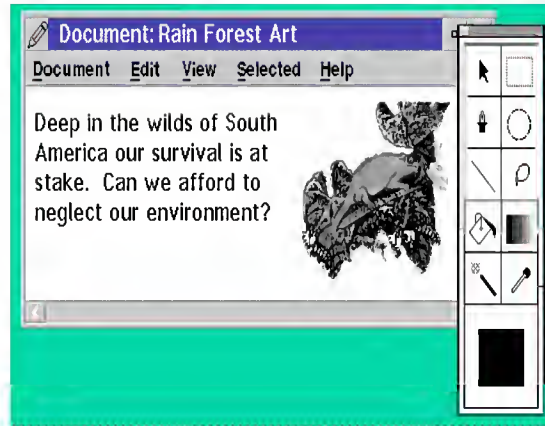 Document: Rain Forest Art
Document Edit View Selected Help
Deep in the wilds of South
America our survival is at
stake. Can we afford to
neglect our environment?